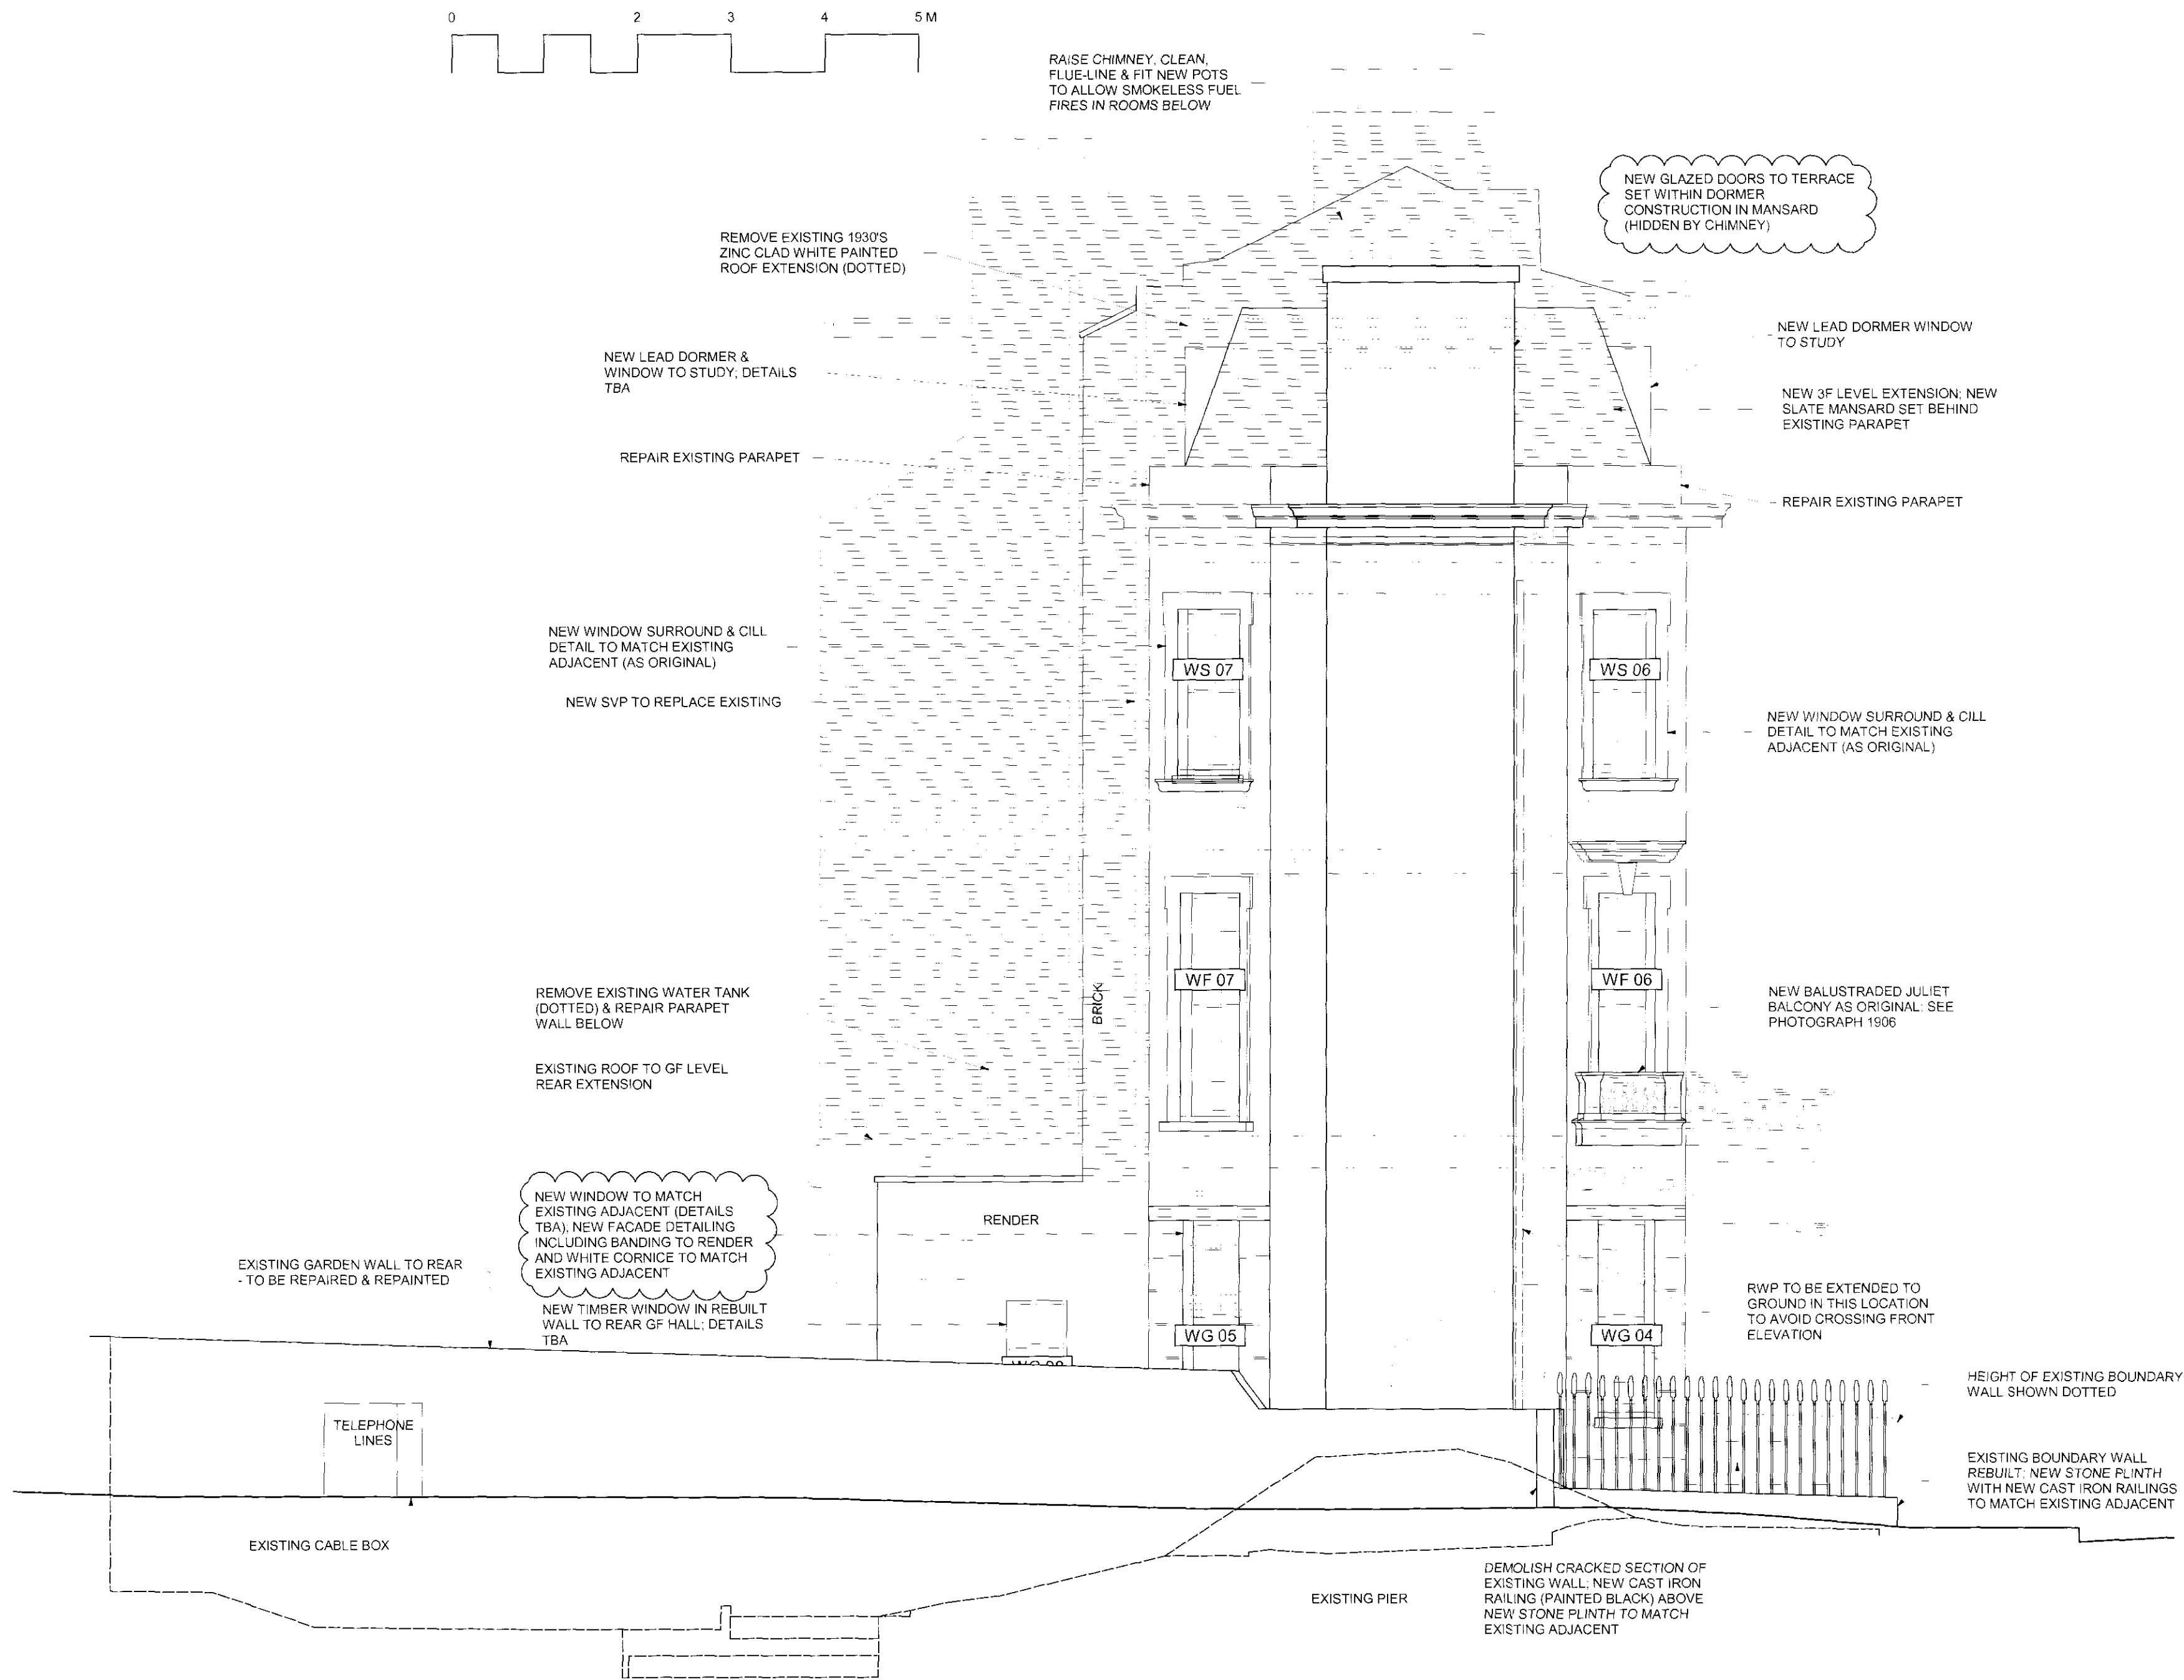 0 2 3 4 5 M
RAISE CHIMNEY, CLEAN,
FLUE-LINE & FIT NEW POTS
TO ALLOW SMOKELESS FUEL
FIRES IN ROOMS BELOW
NEW GLAZED DOORS TO TERRACE
SET WITHIN DORMER
CONSTRUCTION IN MANSARD
(HIDDEN BY CHIMNEY)
REMOVE EXISTING 1930'S
ZINC CLAD WHITE PAINTED
ROOF EXTENSION (DOTTED)
NEW LEAD DORMER WINDOW
TO STUDY
NEW LEAD DORMER &
WINDOW TO STUDY; DETAILS
TBA
NEW 3F LEVEL EXTENSION; NEW
SLATE MANSARD SET BEHIND
EXISTING PARAPET
REPAIR EXISTING PARAPET
REPAIR EXISTING PARAPET
NEW WINDOW SURROUND & CILL
DETAIL TO MATCH EXISTING
ADJACENT (AS ORIGINAL)
WS 07
WS 06
NEW SVP TO REPLACE EXISTING
NEW WINDOW SURROUND & CILL
DETAIL TO MATCH EXISTING
ADJACENT (AS ORIGINAL)
WF 07
WF 06
BRICK
REMOVE EXISTING WATER TANK
(DOTTED) & REPAIR PARAPET
WALL BELOW
NEW BALUSTRADED JULIET
BALCONY AS ORIGINAL: SEE
PHOTOGRAPH 1906
EXISTING ROOF TO GF LEVEL
REAR EXTENSION
NEW WINDOW TO MATCH
EXISTING ADJACENT (DETAILS
TBA); NEW FACADE DETAILING
INCLUDING BANDING TO RENDER
AND WHITE CORNICE TO MATCH
EXISTING ADJACENT
RENDER
EXISTING GARDEN WALL TO REAR
- TO BE REPAIRED & REPAINTED
NEW TIMBER WINDOW IN REBUILT
WALL TO REAR GF HALL; DETAILS
TBA
WG 05
WG 04
RWP TO BE EXTENDED TO
GROUND IN THIS LOCATION
TO AVOID CROSSING FRONT
ELEVATION
HEIGHT OF EXISTING BOUNDARY
WALL SHOWN DOTTED
TELEPHONE
LINES
EXISTING BOUNDARY WALL
REBUILT; NEW STONE PLINTH
WITH NEW CAST IRON RAILINGS
TO MATCH EXISTING ADJACENT
EXISTING CABLE BOX
EXISTING PIER
DEMOLISH CRACKED SECTION OF
EXISTING WALL; NEW CAST IRON
RAILING (PAINTED BLACK) ABOVE
NEW STONE PLINTH TO MATCH
EXISTING ADJACENT